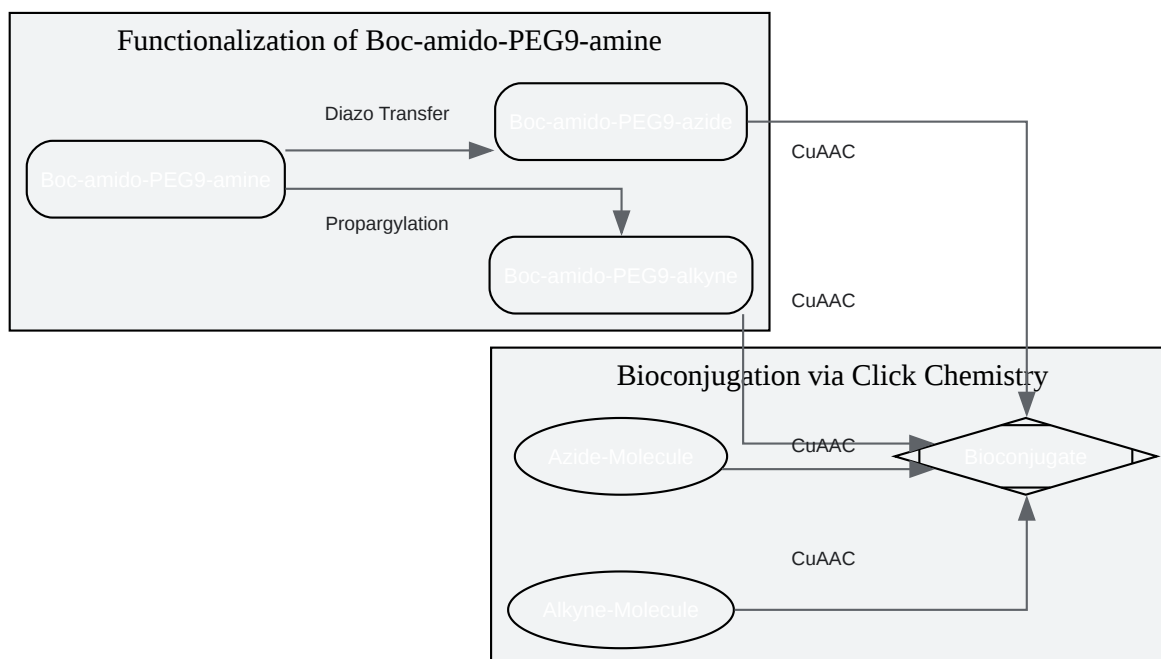 Functionalization of Boc-amido-PEG9-amine
Diazo Transfer
Boc-amido-PEG9-azide
CuAAC
Boc-amido-PEG9-amine
Propargylation
Boc-amido-PEG9-alkyne
CuAAC
Bioconjugation via Click Chemistry
Azide-Molecule
CuAAC
Bioconjugate
CuAAC
Alkyne-Molecule